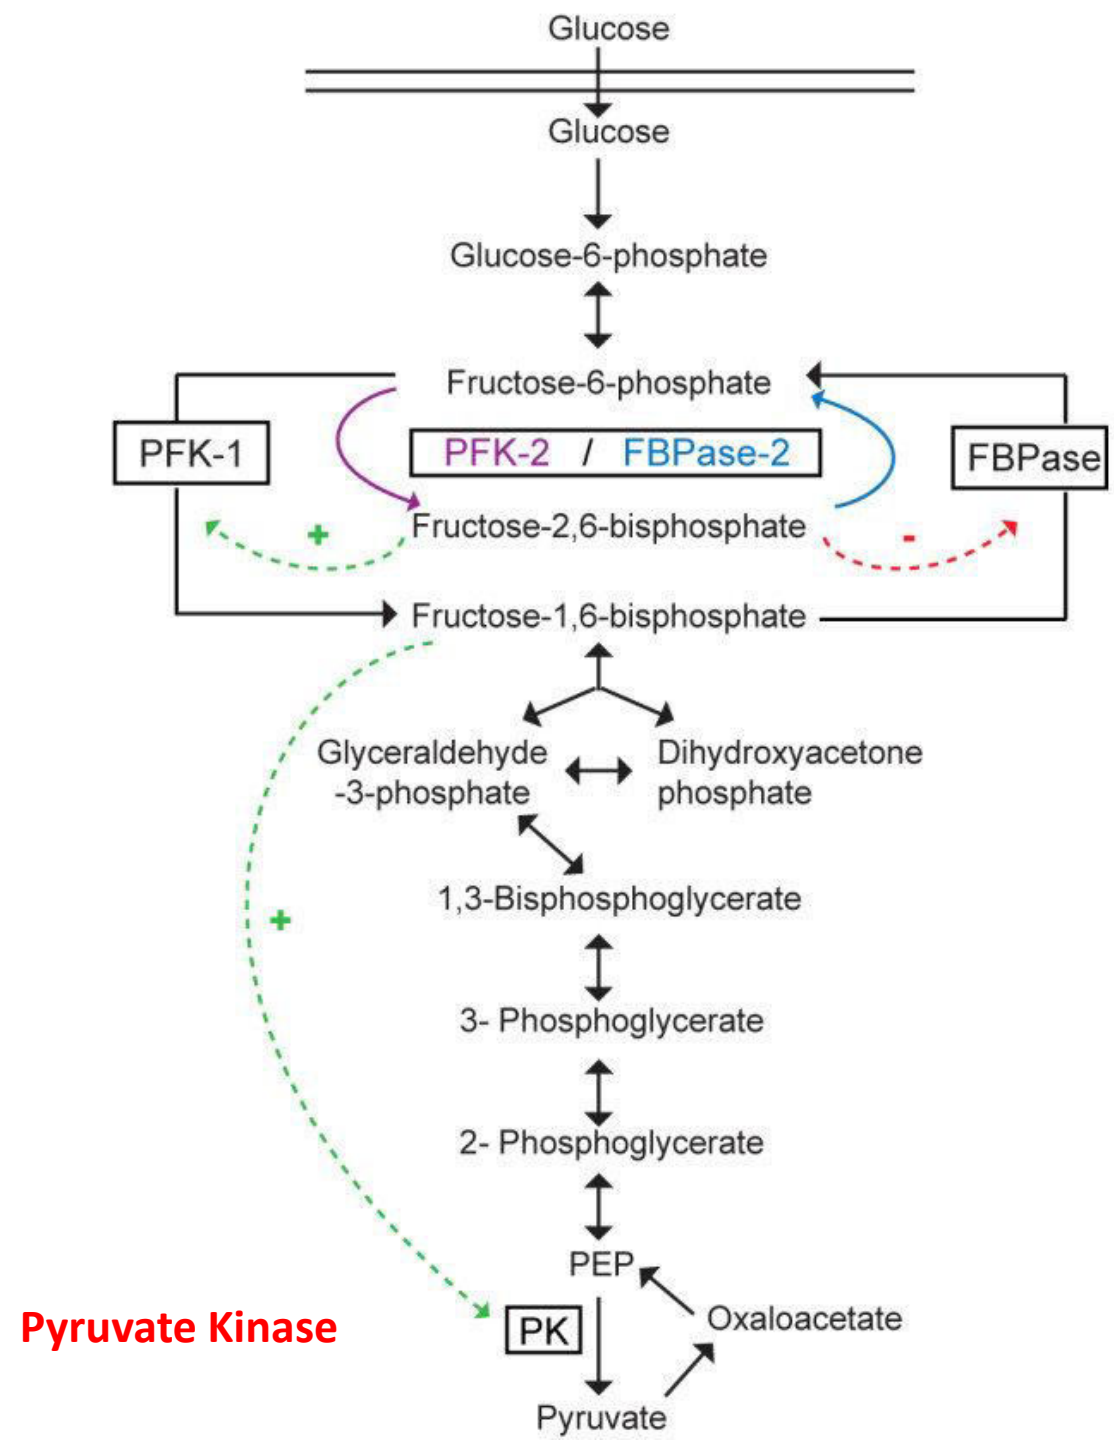 Glucose
Glucose
Glucose-6-phosphate
Fructose-6-phosphate
PFK-1
PFK-2 / FBPase-2
FBPase
Fructose-2,6-bisphosphate
+
-
Fructose-1,6-bisphosphate
Glyceraldehyde
-3-phosphate
Dihydroxyacetone
phosphate
1,3-Bisphosphoglycerate
+
3- Phosphoglycerate
2- Phosphoglycerate
PEP
Pyruvate Kinase
PK
Oxaloacetate
Pyruvate